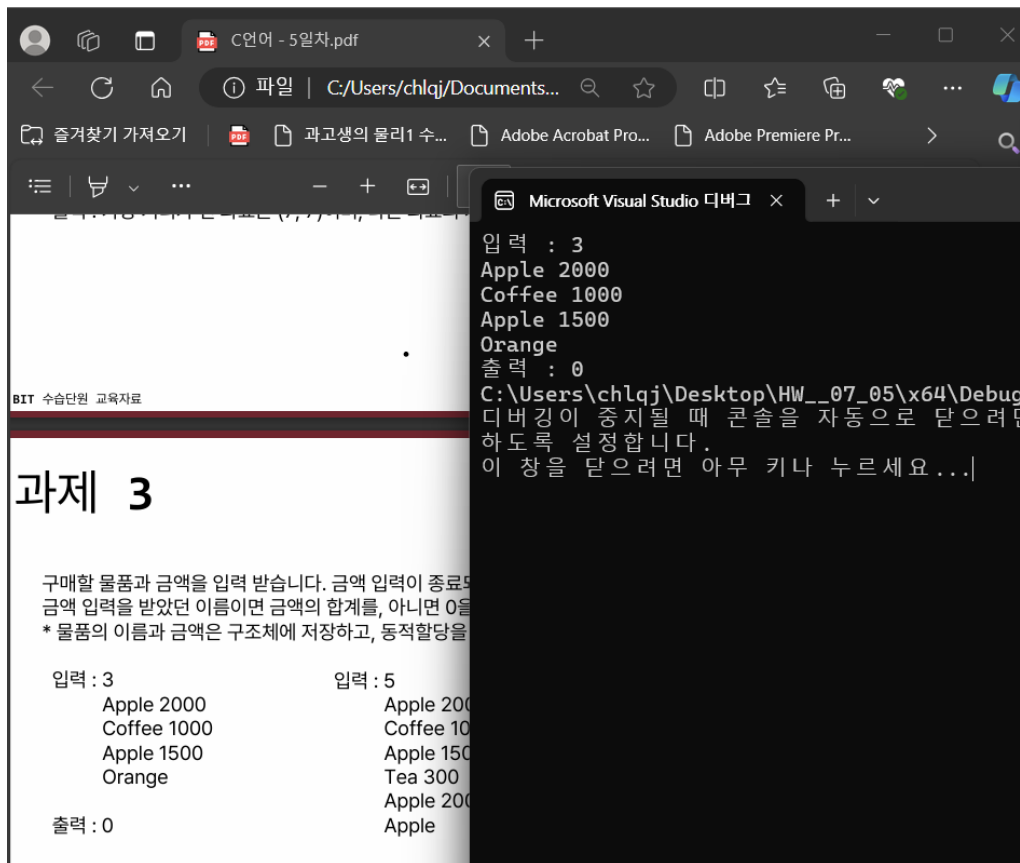 C언어 - 5일차.pdf
파일 | C:/Users/chlqj/Documents...
즐겨찾기 가져오기
과고생의 물리1 수...
Adobe Acrobat Pro...
Adobe Premiere Pr...
BIT 수습단원 교육자료
과제 3
구매할 물품과 금액을 입력 받습니다. 금액 입력이
금액 입력을 받았던 이름이면 금액의 합계를, 아니면
* 물품의 이름과 금액은 구조체에 저장하고, 동적할당을
입력 : 3
Apple 2000
Coffee 1000
Apple 1500
Orange
출력 : 0
입력 : 5
Apple
Coffee
Apple
Tea 300
Apple
Apple
Microsoft Visual Studio 디버그
입력 : 3
Apple 2000
Coffee 1000
Apple 1500
Orange
출력 : 0
C:\Users\chlqj\Desktop\HW__07_05\x64\Debug
디버깅이 중지될 때 콘솔을 자동으로 닫으려면
하도록 설정합니다.
이 창을 닫으려면 아무 키나 누르세요...